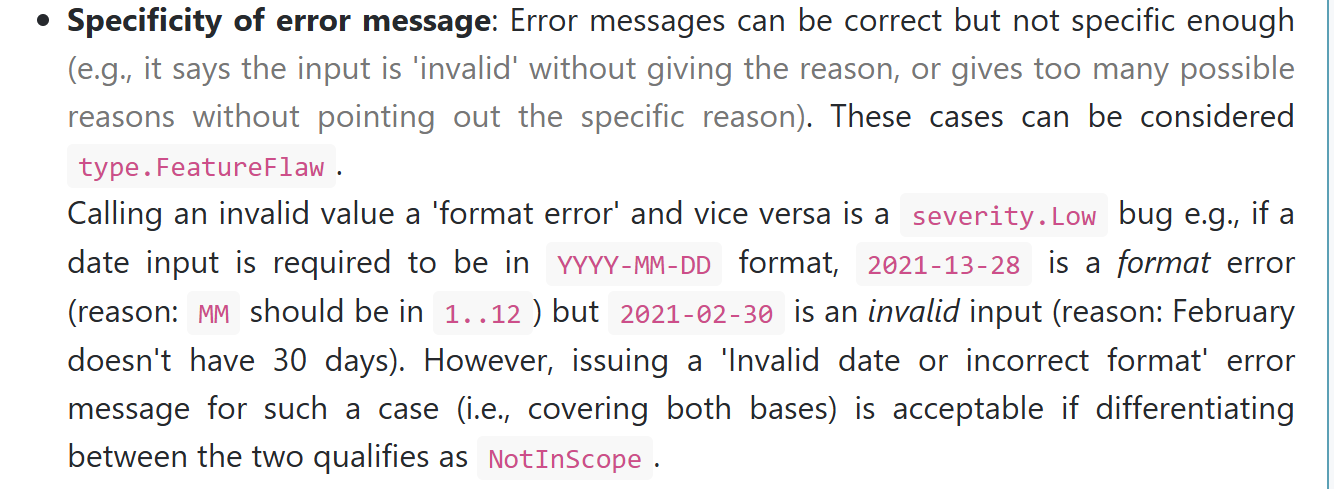 • Specificity of error message: Error messages can be correct but not specific enough
(e.g., it says the input is 'invalid' without giving the reason, or gives too many possible
reasons without pointing out the specific reason). These cases can be considered
type.FeatureFlaw .
Calling an invalid value a 'format error' and vice versa is a severity.Low bug e.g., if a
date input is required to be in YYYY-MM-DD format, 2021-13-28 is a format error
(reason: MM should be in 1..12 ) but 2021-02-30 is an invalid input (reason: February
doesn't have 30 days). However, issuing a 'Invalid date or incorrect format' error
message for such a case (i.e., covering both bases) is acceptable if differentiating
between the two qualifies as NotInScope .